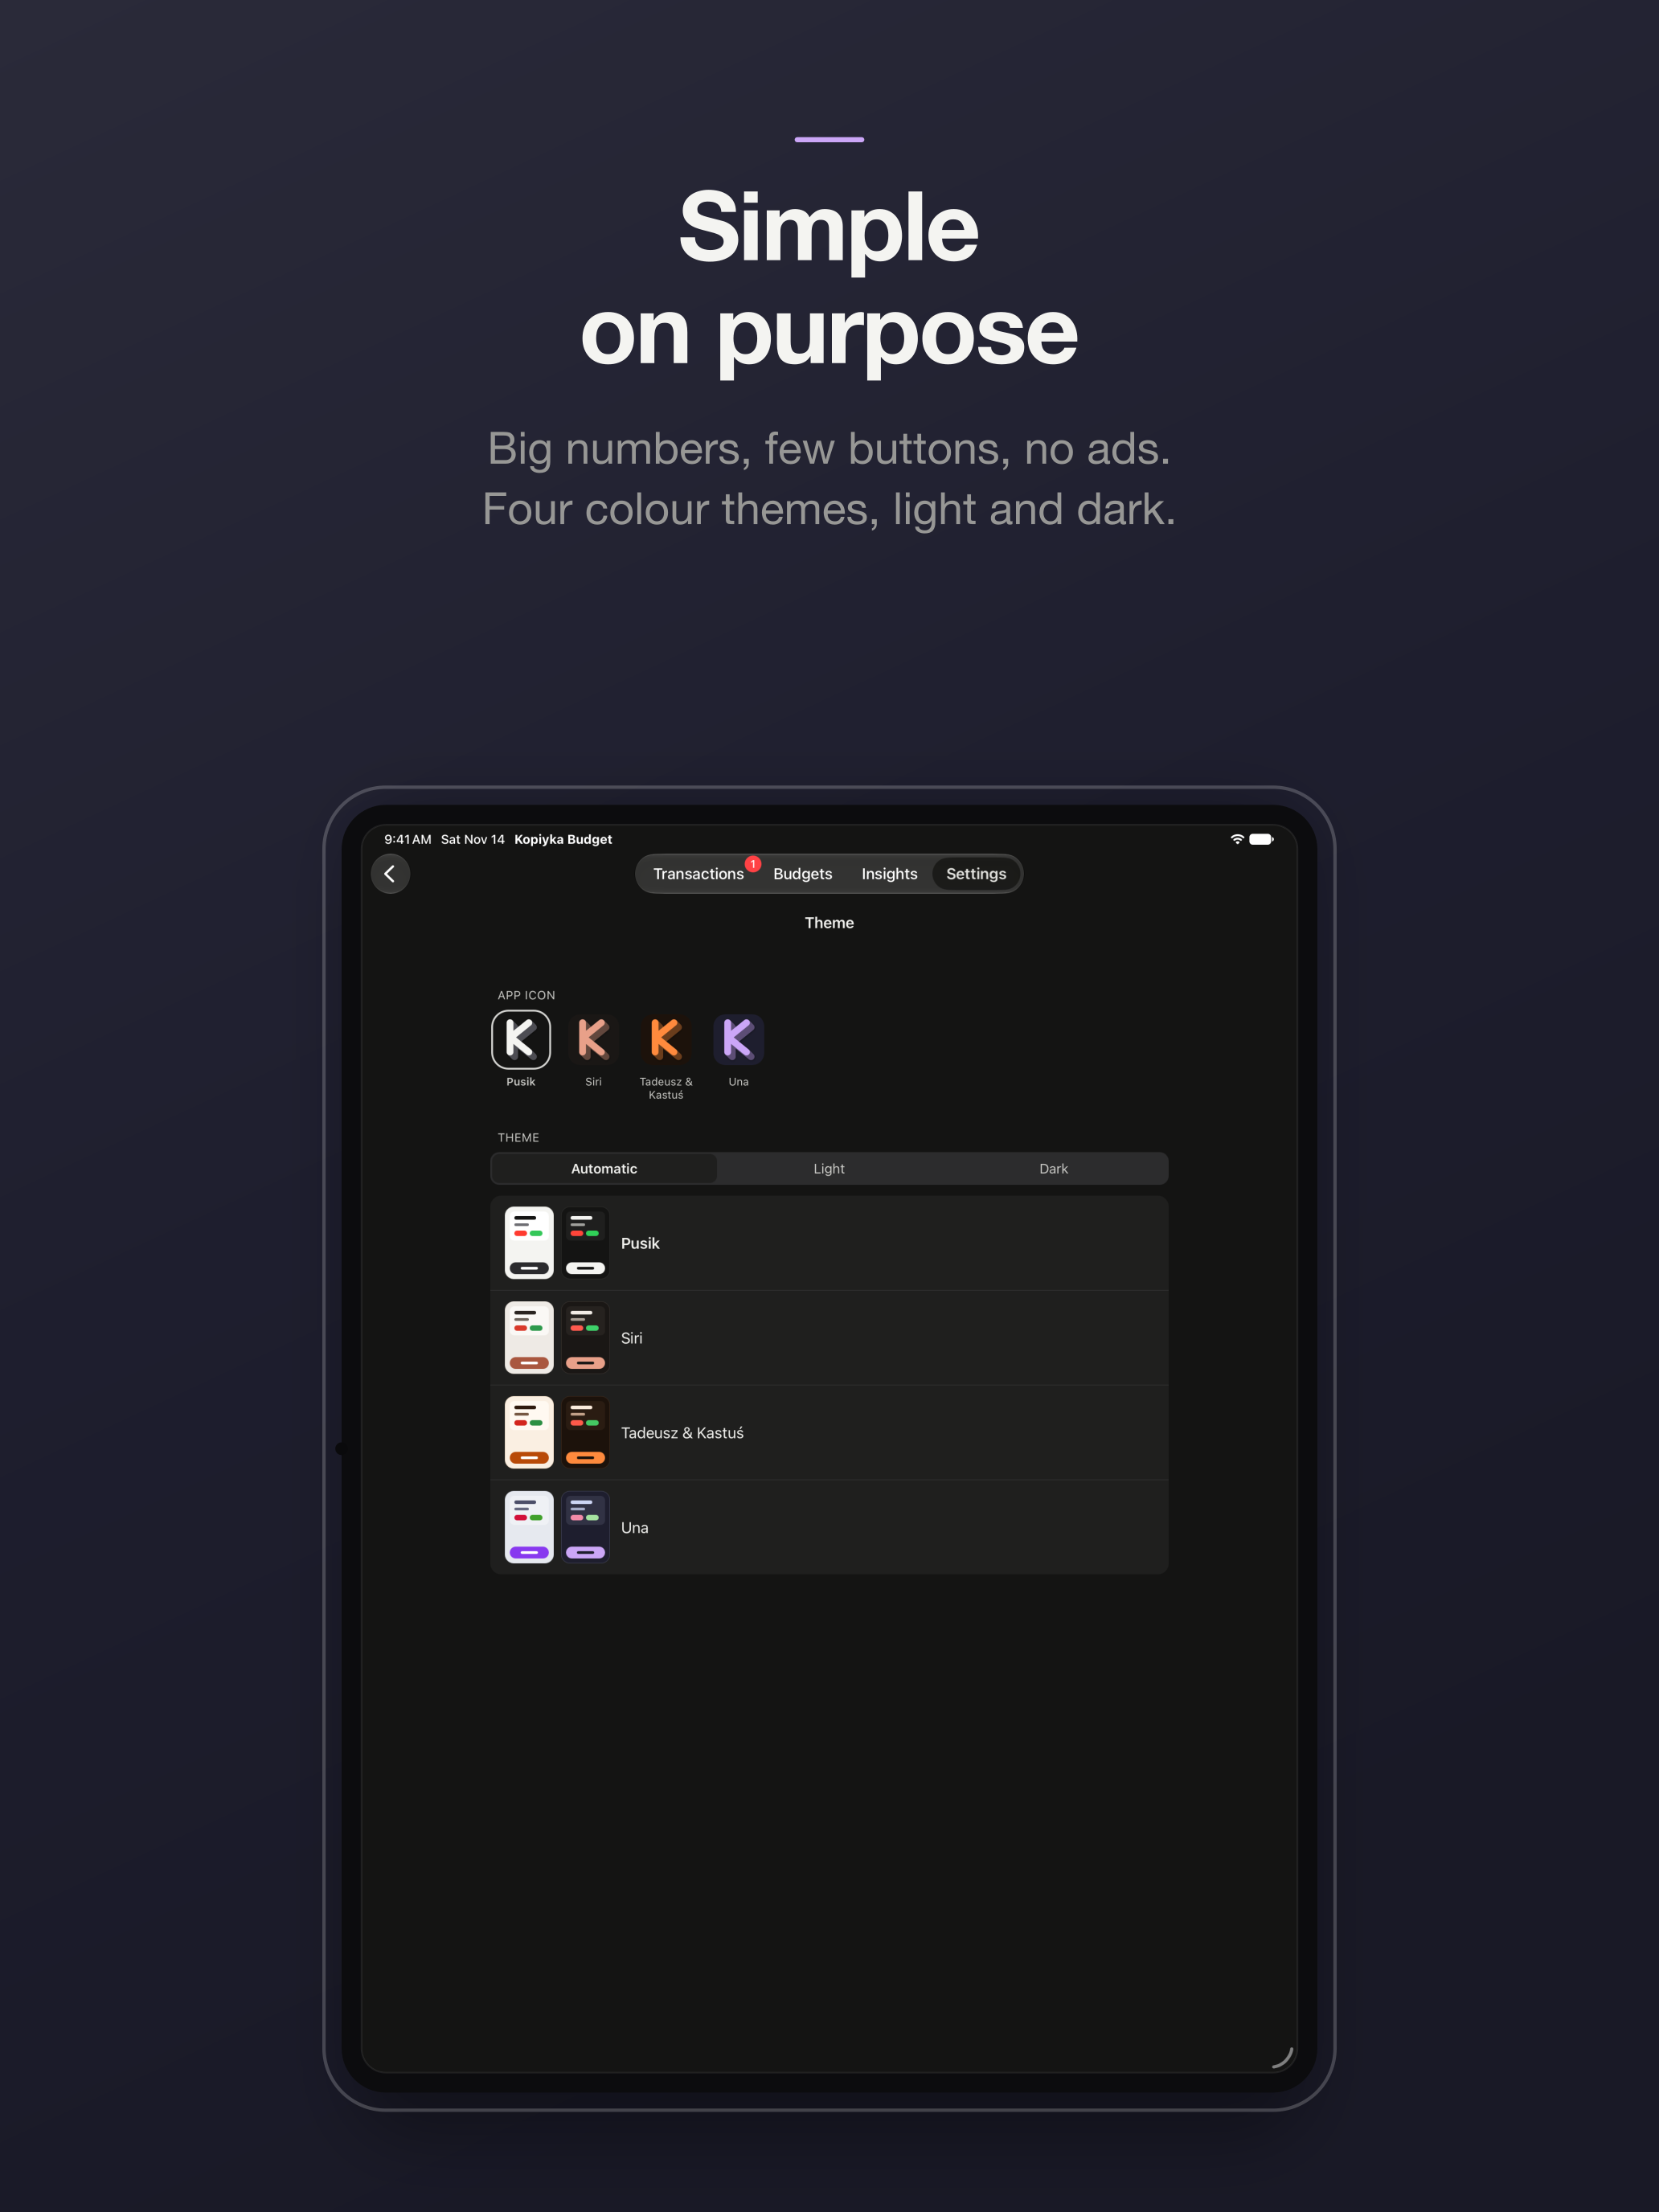 Simple
on purpose
Big numbers, few buttons, no ads.
Four colour themes, light and dark.
9:41 AM Sat Nov 14 Kopiyka Budget
Transactions 1 Budgets Insights Settings
Theme
APP ICON
K K K K
Pusik Siri Tadeusz & Kastuś Una
THEME
Automatic Light Dark
Pusik
Siri
Tadeusz & Kastuś
Una